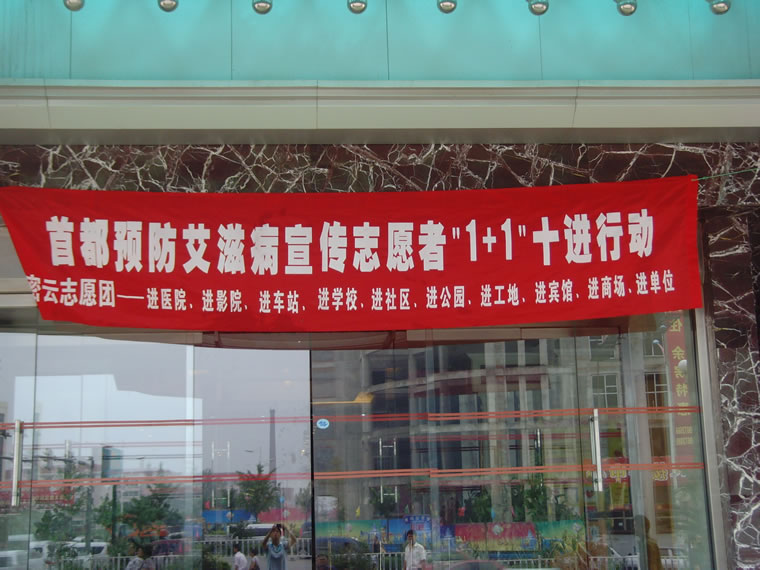 首都预防艾滋病宣传志愿者"1+1"十进行动
密云志愿团——进医院、进影院、进车站、进学校、进社区、进公园、进工地、进宾馆、进商场、进单位